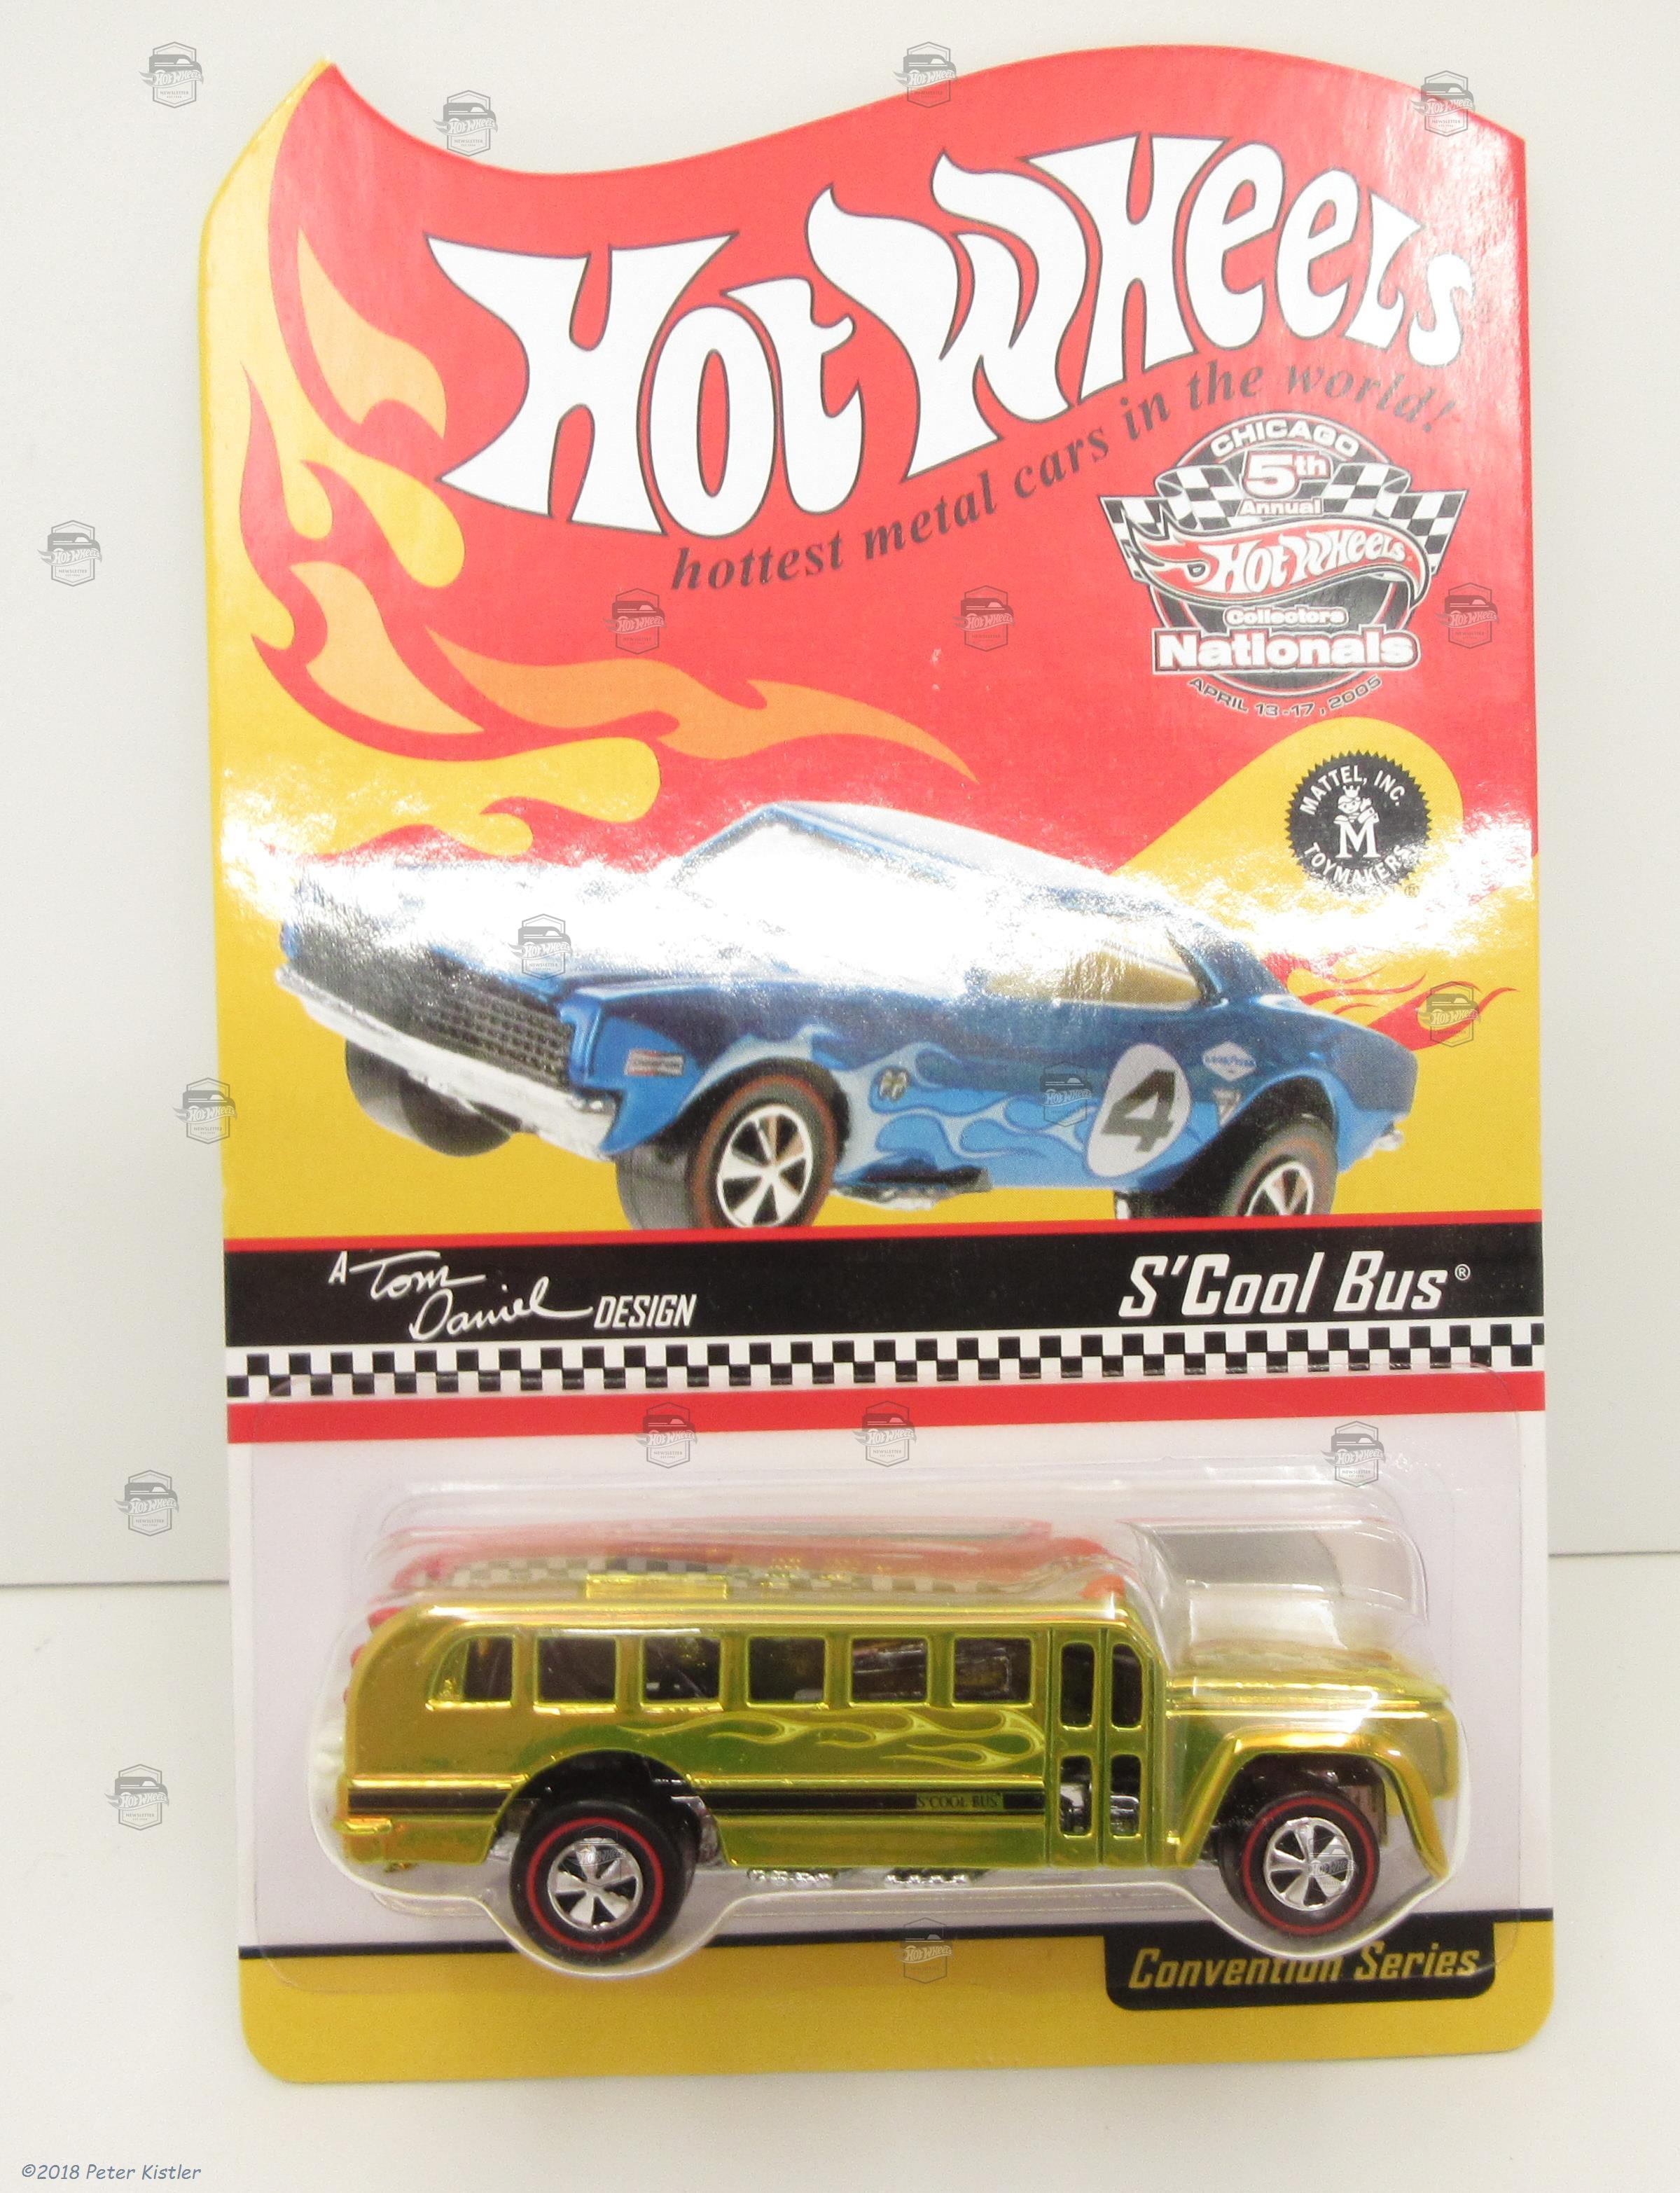 Hot Wheels
hottest metal cars in the world!
CHICAGO
5th
Annual
Hot Wheels
Collectors
Nationals
APRIL 13-17, 2005
MATTEL, INC.
M
TOYMAKERS®
4
A Tom Daniel DESIGN
S'Cool Bus®
S'COOL BUS
Convention Series
©2018 Peter Kistler